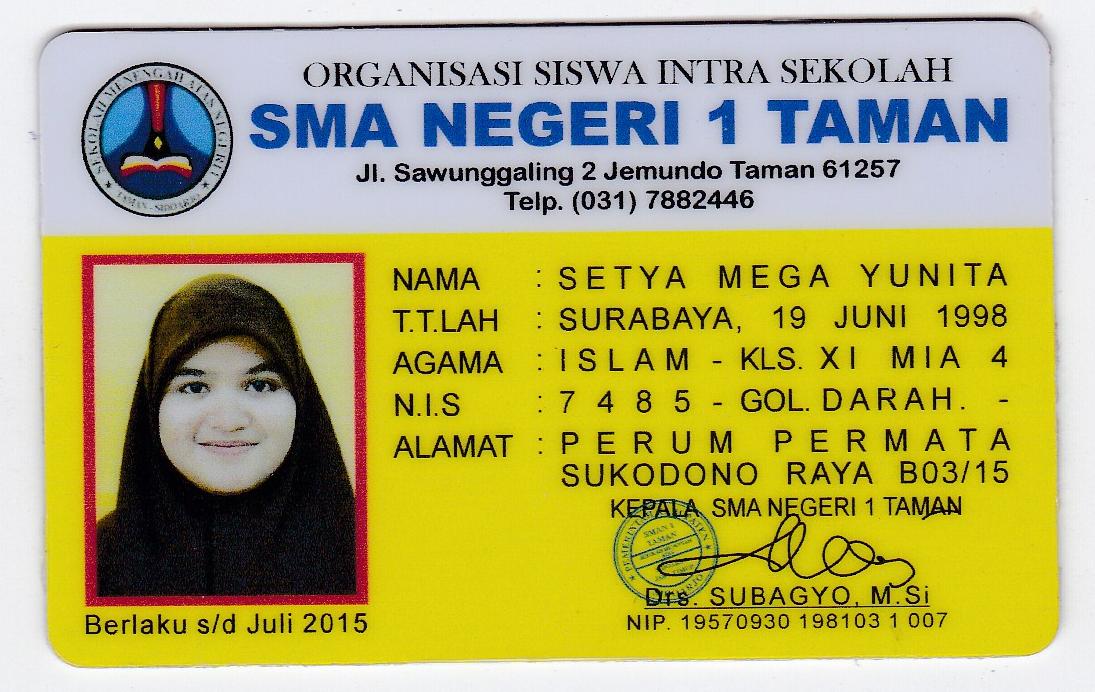 ORGANISASI SISWA INTRA SEKOLAH
SMA NEGERI 1 TAMAN
Jl. Sawunggaling 2 Jemundo Taman 61257
Telp. (031) 7882446
SEKOLAH MENENGAH ATAS NEGERI 1
TAMAN - SIDOARJO
NAMA : SETYA MEGA YUNITA
T.T.LAH : SURABAYA, 19 JUNI 1998
AGAMA : ISLAM - KLS. XI MIA 4
N.I.S : 7485 - GOL. DARAH. -
ALAMAT : PERUM PERMATA
SUKODONO RAYA B03/15
KEPALA SMA NEGERI 1 TAMAN
SMAN 1
TAMAN
Drs. SUBAGYO, M.Si
NIP. 19570930 198103 1 007
Berlaku s/d Juli 2015